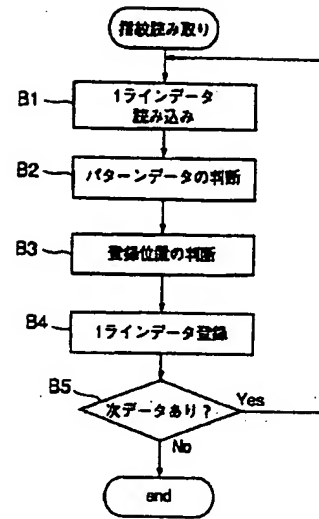 指紋読み取り
B1
1ラインデータ
読み込み
B2
パターンデータの判断
B3
登録位置の判断
B4
1ラインデータ登録
B5
次データあり?
Yes
No
end